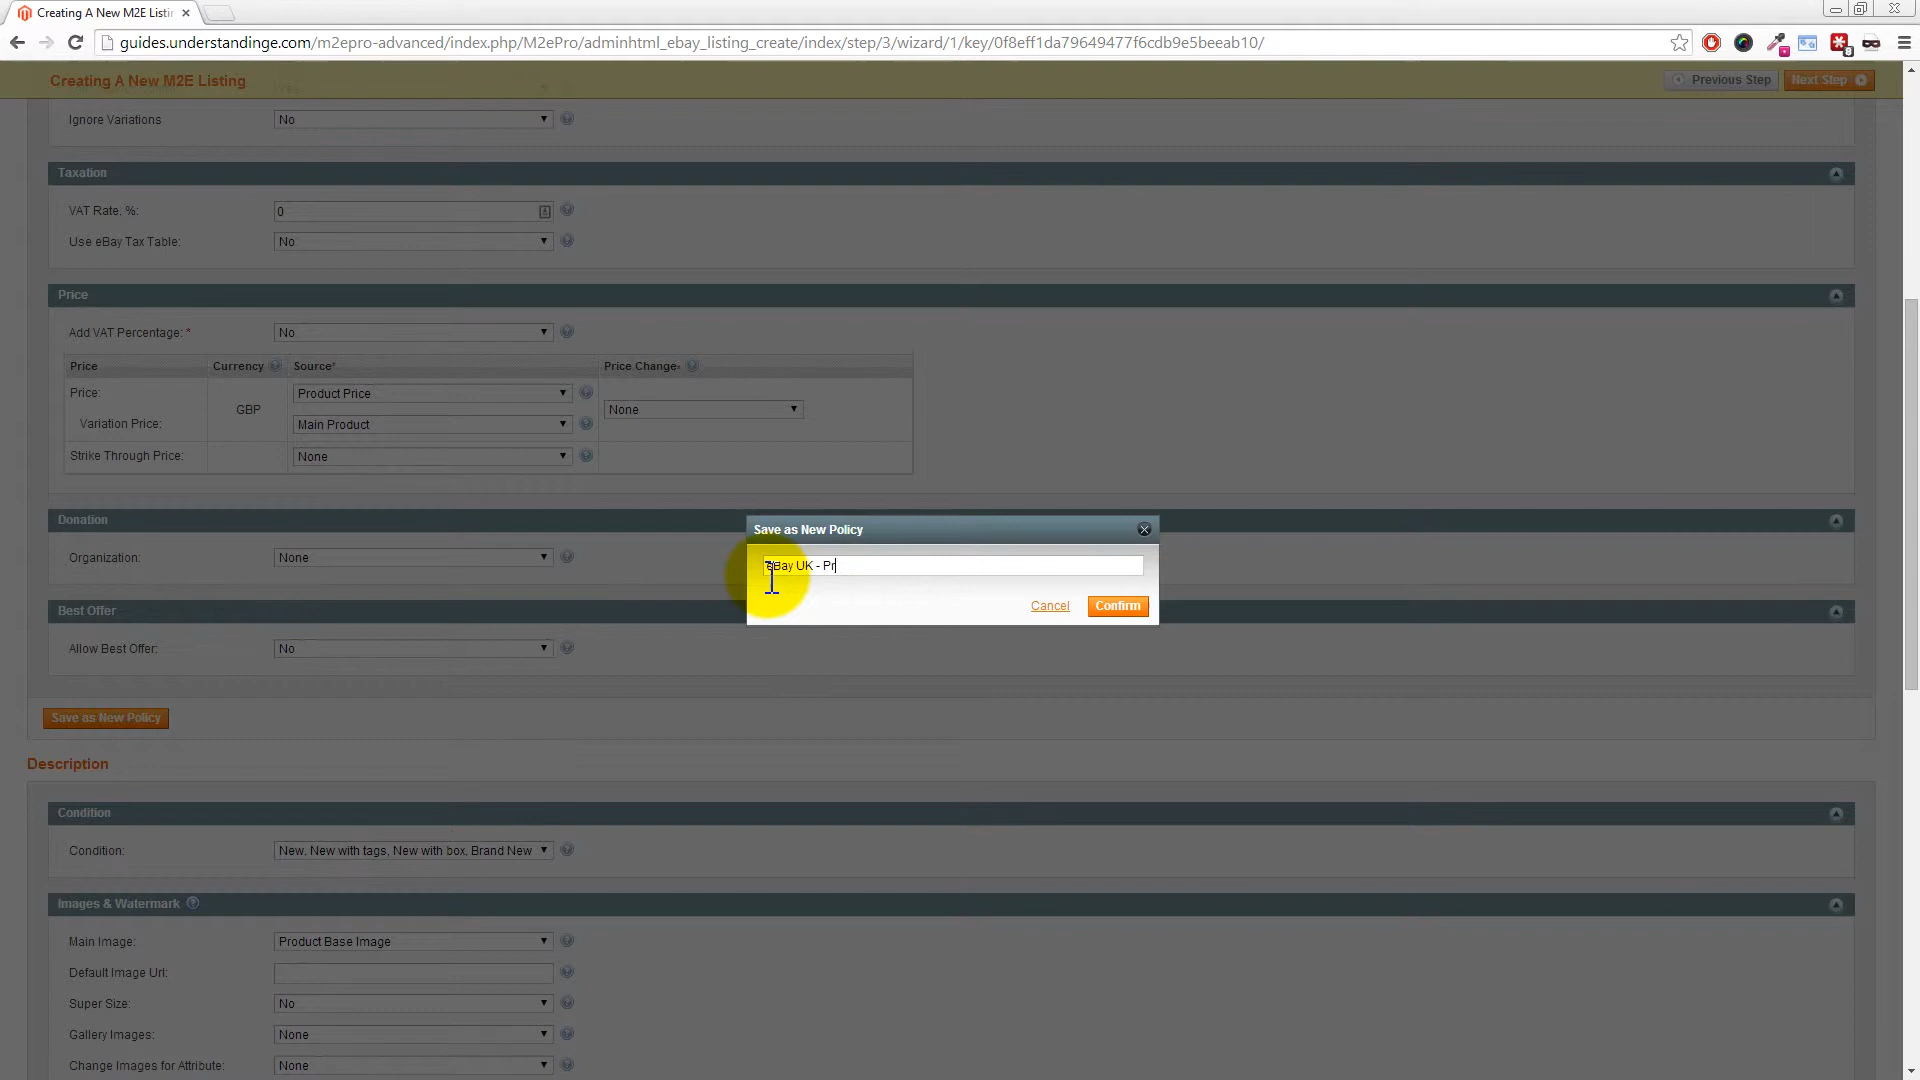 Creating A New M2E Listin
guides.understandinge.com/m2epro-advanced/index.php/M2ePro/adminhtml_ebay_listing_create/index/step/3/wizard/1/key/0f8eff1da79649477f6cdb9e5beeab10/
8
Creating A New M2E Listing
Previous Step
Next Step
Ignore Variations
No
Taxation
VAT Rate, %:
0
Use eBay Tax Table:
No
Price
Add VAT Percentage: *
No
Price
Currency
Source*
Price Change*
Price:
Product Price
GBP
None
Variation Price:
Main Product
Strike Through Price:
None
Donation
Organization:
None
Save as New Policy
eBay UK - Pr
Cancel
Confirm
Best Offer
Allow Best Offer:
No
Save as New Policy
Description
Condition
Condition:
New, New with tags, New with box, Brand New
Images & Watermark
Main Image:
Product Base Image
Default Image Url:
Super Size:
No
Gallery Images:
None
Change Images for Attribute:
None